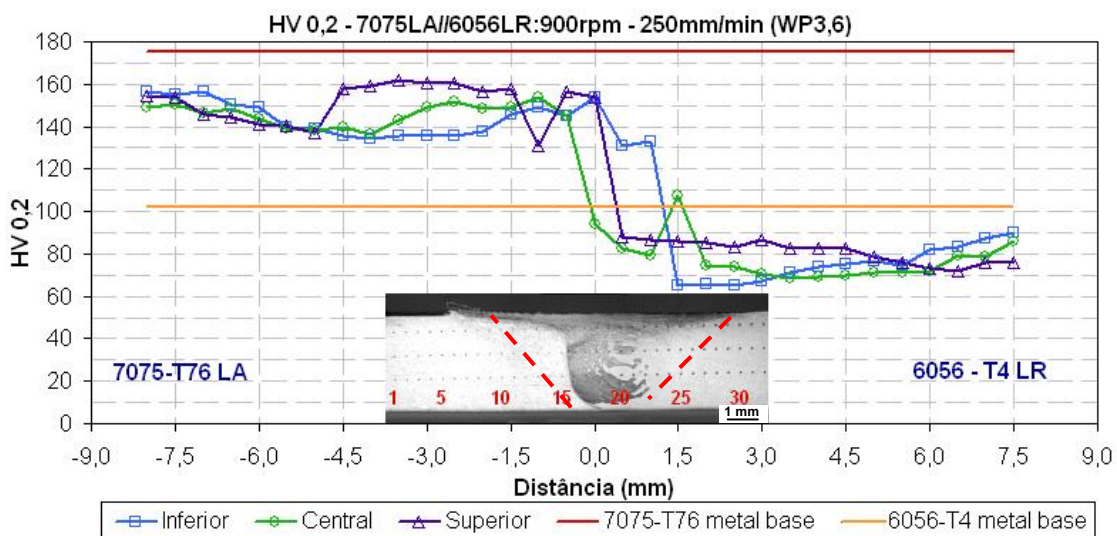 HV 0,2 - 7075LA//6056LR:900rpm - 250mm/min (WP3,6)
180
160
140
120
100
80
60
40
20
0
HV 0,2
7075-T76 LA
6056 - T4 LR
1 5 10 15 20 25 30
1 mm
-9,0 -7,5 -6,0 -4,5 -3,0 -1,5 0,0 1,5 3,0 4,5 6,0 7,5 9,0
Distância (mm)
Inferior Central Superior 7075-T76 metal base 6056-T4 metal base